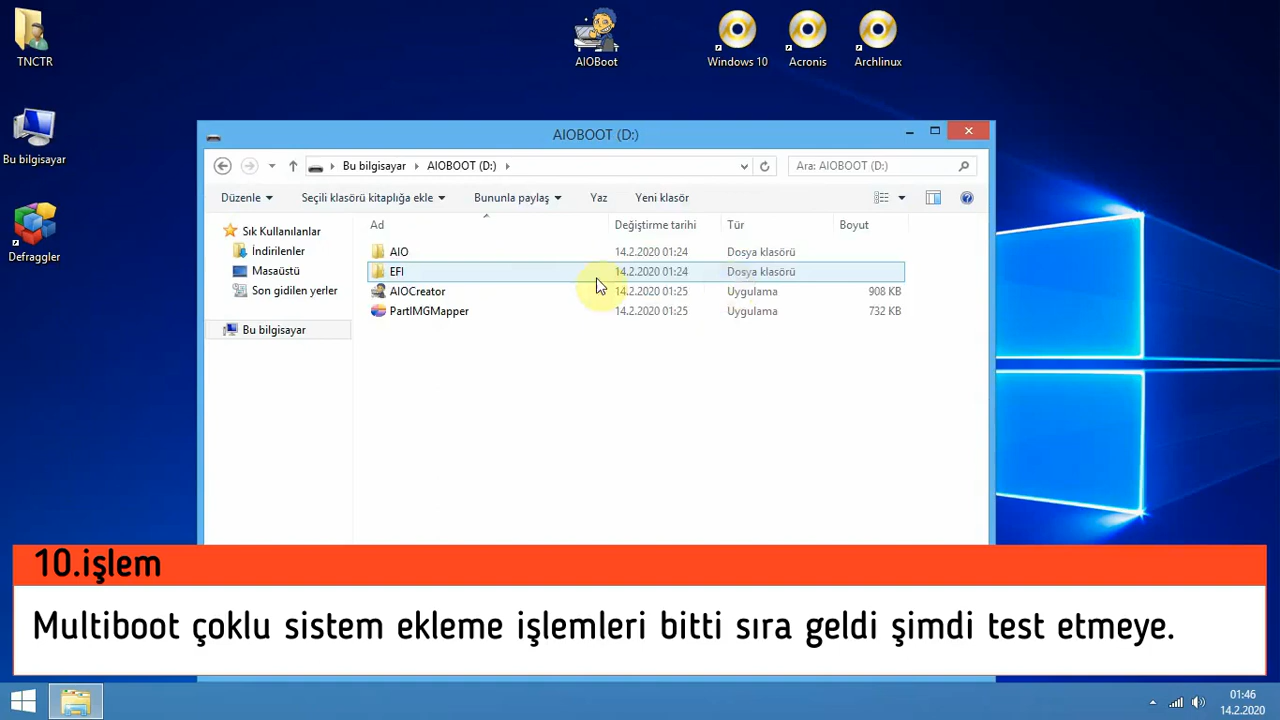 TNCTR
AIOBoot
Windows 10
Acronis
Archlinux
Bu bilgisayar
Defraggler
AIOBOOT (D:)
Bu bilgisayar
AIOBOOT (D:)
Ara: AIOBOOT (D:)
Düzenle
Seçili klasörü kitaplığa ekle
Bununla paylaş
Yaz
Yeni klasör
Ad
Değiştirme tarihi
Tür
Boyut
Sık Kullanılanlar
İndirilenler
Masaüstü
Son gidilen yerler
Bu bilgisayar
AIO 14.2.2020 01:24 Dosya klasörü
EFI 14.2.2020 01:24 Dosya klasörü
AIOCreator 14.2.2020 01:25 Uygulama 908 KB
PartIMGMapper 14.2.2020 01:25 Uygulama 732 KB
10.işlem
Multiboot çoklu sistem ekleme işlemleri bitti sıra geldi şimdi test etmeye.
01:46
14.2.2020